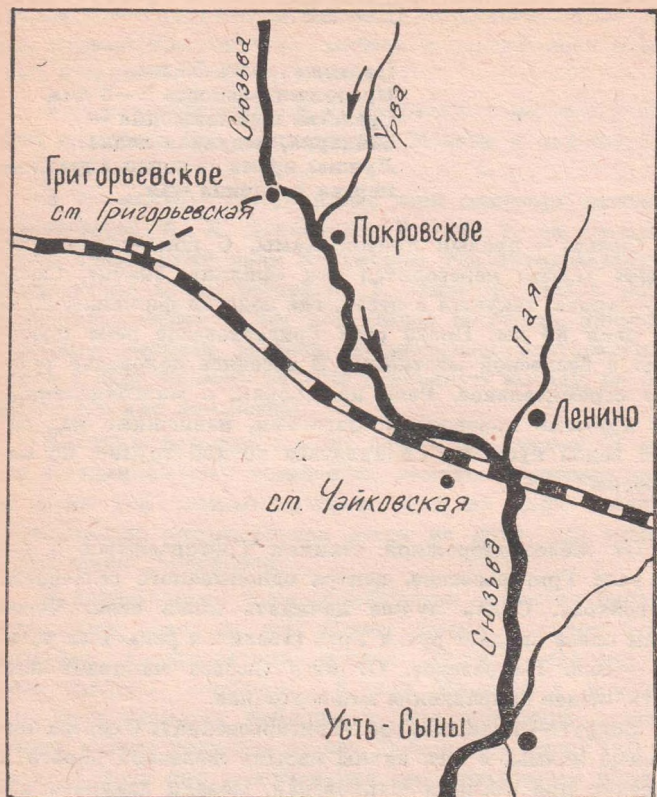 Сюзьва
Урва
Григорьевское
ст. Григорьевская
Покровское
Пая
Ленино
ст. Чайковская
Сюзьва
Усть-Сыны